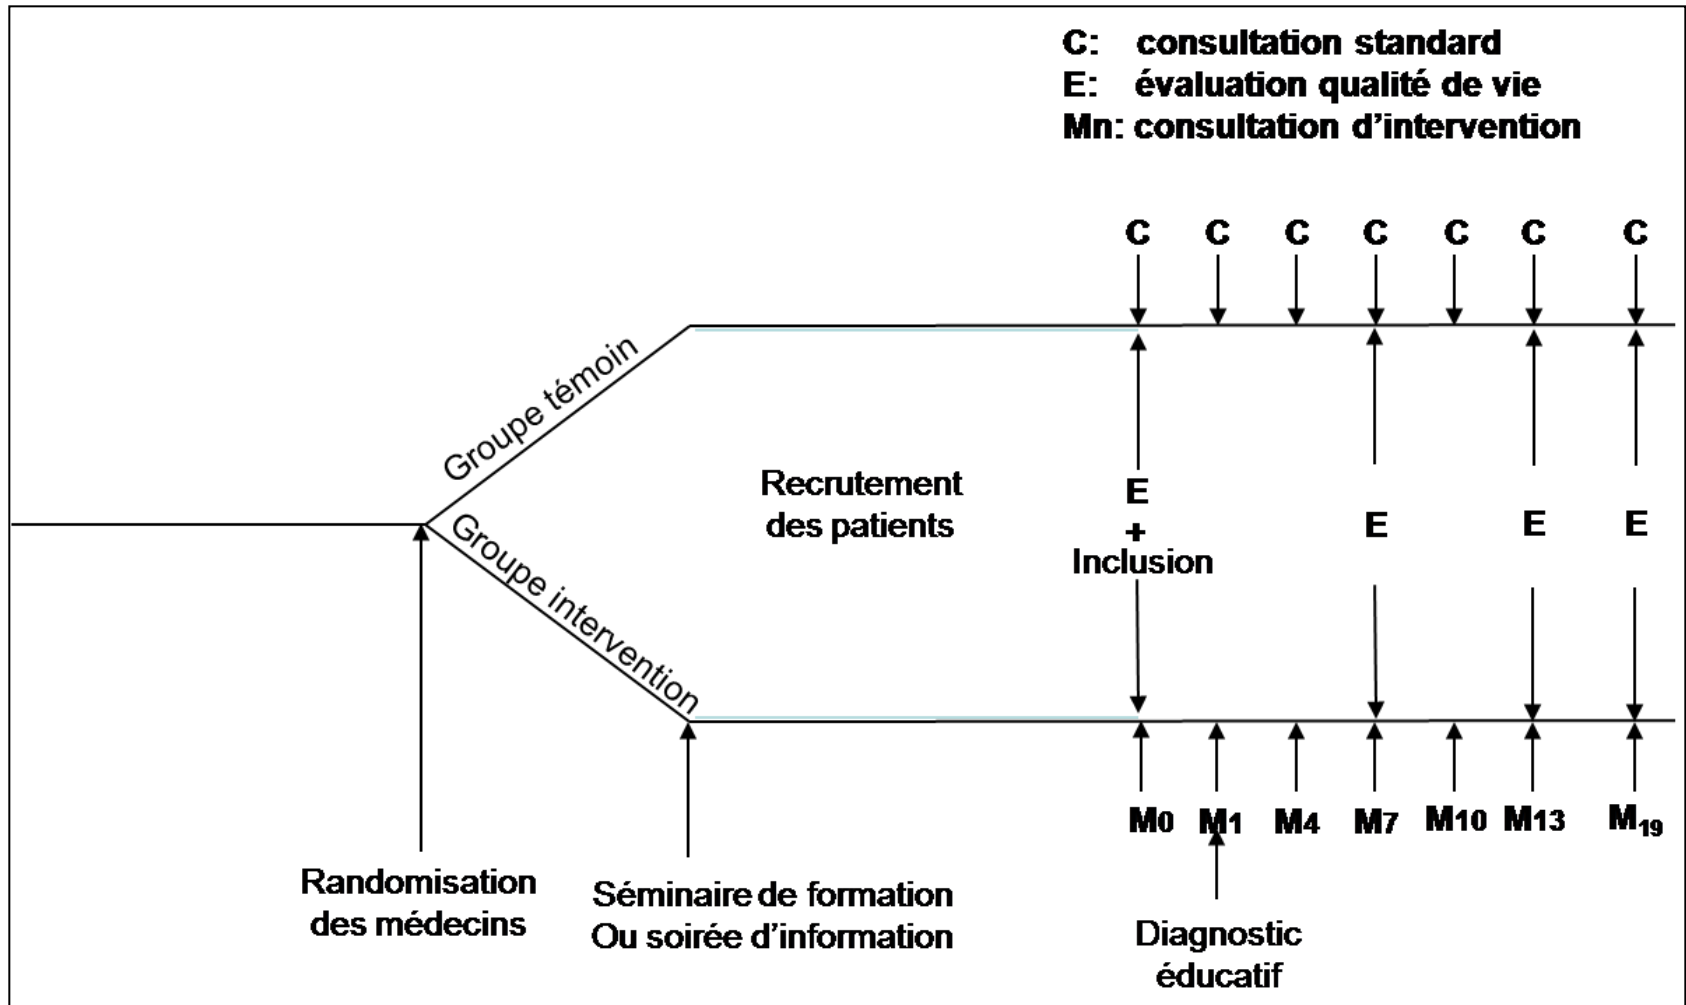 C: consultation standard
E: évaluation qualité de vie
Mn: consultation d'intervention
C C C C C C C
Groupe témoin
Recrutement
des patients
E
+
Inclusion
E E E
Groupe intervention
M0 M1 M4 M7 M10 M13 M19
Randomisation
des médecins
Séminaire de formation
Ou soirée d'information
Diagnostic
éducatif